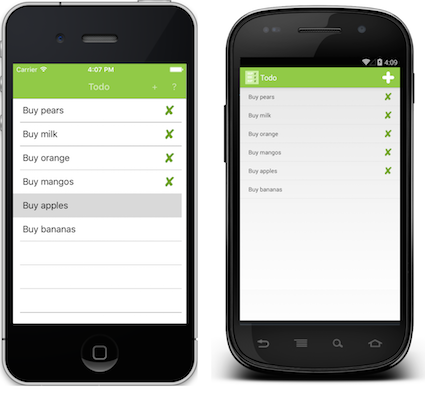 Carrier 4:07 PM
Todo + ?
Buy pears
Buy milk
Buy orange
Buy mangos
Buy apples
Buy bananas
4:09
Todo
Buy pears
Buy milk
Buy orange
Buy mangos
Buy apples
Buy bananas